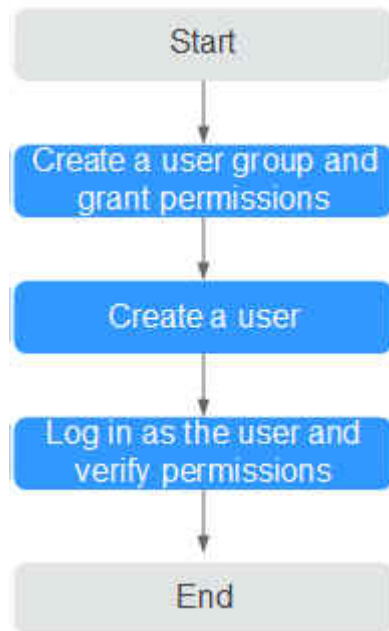 Start
Create a user group and
grant permissions
Create a user
Log in as the user and
verify permissions
End